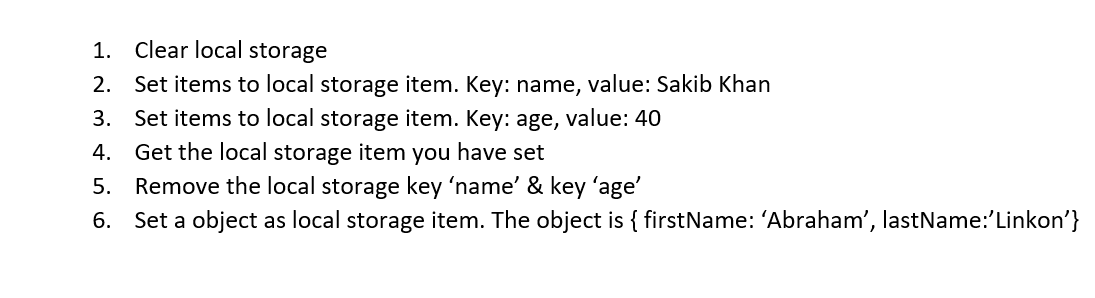 1. Clear local storage
2. Set items to local storage item. Key: name, value: Sakib Khan
3. Set items to local storage item. Key: age, value: 40
4. Get the local storage item you have set
5. Remove the local storage key ‘name’ & key ‘age’
6. Set a object as local storage item. The object is { firstName: ‘Abraham’, lastName:’Linkon’}